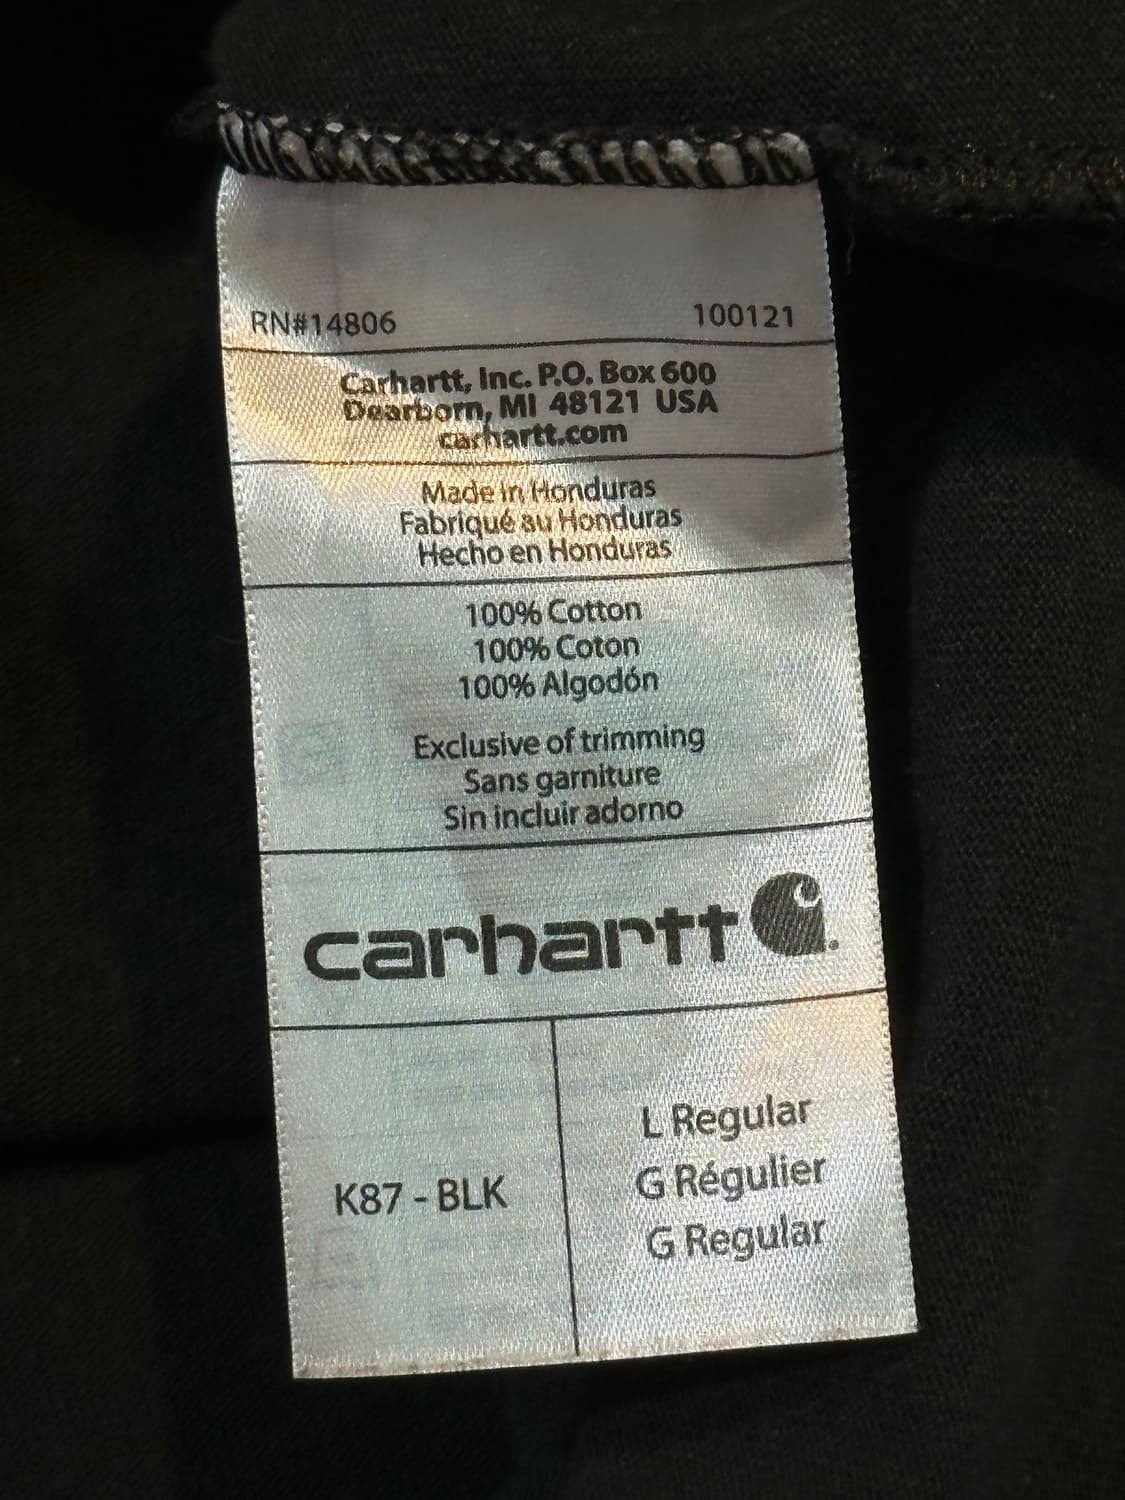 RN#14806 100121
Carhartt, Inc. P.O. Box 600
Dearborn, MI 48121 USA
carhartt.com
Made in Honduras
Fabriqué au Honduras
Hecho en Honduras
100% Cotton
100% Coton
100% Algodón
Exclusive of trimming
Sans garniture
Sin incluir adorno
carhartt
K87 - BLK
L Regular
G Régulier
G Regular